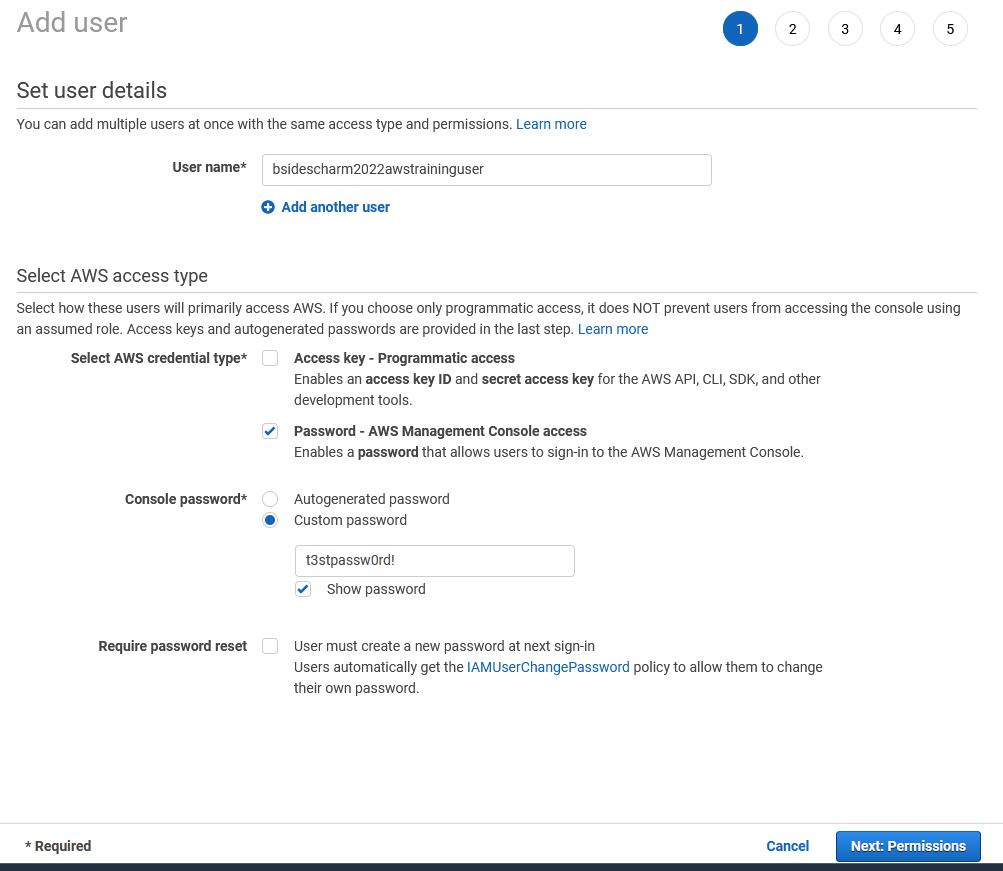 Add user
1 2 3 4 5
Set user details
You can add multiple users at once with the same access type and permissions. Learn more
User name* bsidescharm2022awstraininguser
Add another user
Select AWS access type
Select how these users will primarily access AWS. If you choose only programmatic access, it does NOT prevent users from accessing the console using
an assumed role. Access keys and autogenerated passwords are provided in the last step. Learn more
Select AWS credential type* Access key - Programmatic access
Enables an access key ID and secret access key for the AWS API, CLI, SDK, and other
development tools.
Password - AWS Management Console access
Enables a password that allows users to sign-in to the AWS Management Console.
Console password* Autogenerated password
Custom password
t3stpassw0rd!
Show password
Require password reset User must create a new password at next sign-in
Users automatically get the IAMUserChangePassword policy to allow them to change
their own password.
* Required Cancel Next: Permissions